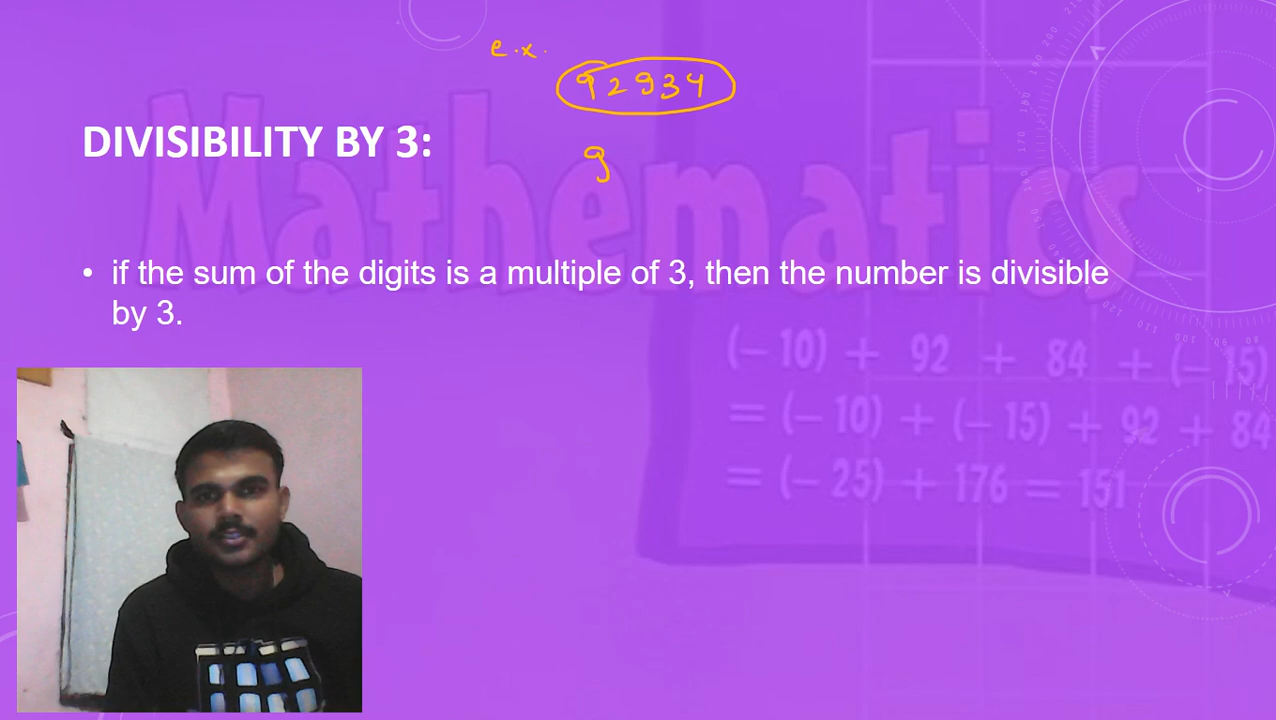 e.x.
92934
DIVISIBILITY BY 3:
9
Mathematics
• if the sum of the digits is a multiple of 3, then the number is divisible
by 3.
(– 10) + 92 + 84 + (– 15)
= (– 10) + (– 15) + 92 + 84
= (– 25) + 176 = 151